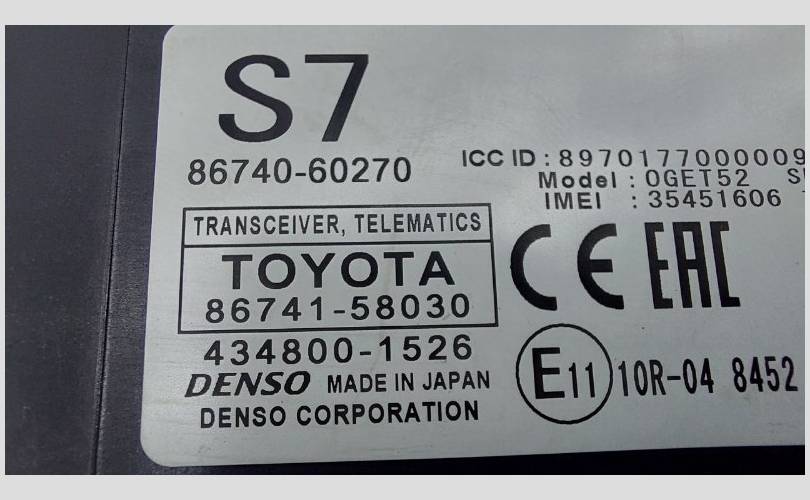 S7
86740-60270
ICC ID : 8970177000009
Model : 0GET52
IMEI : 35451606
TRANSCEIVER, TELEMATICS
TOYOTA
86741-58030
CE EAC
434800-1526
DENSO MADE IN JAPAN
DENSO CORPORATION
E11 10R-04 8452